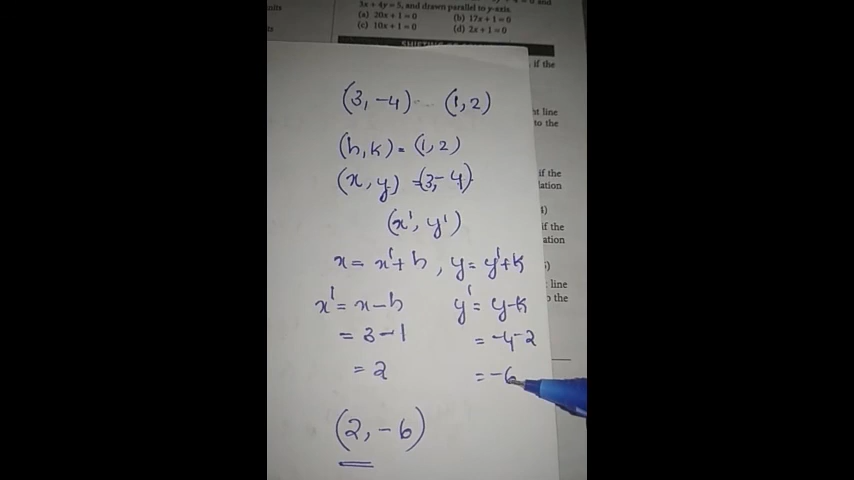 3x + 4y = 5, and drawn parallel to y-axis.
(a) 20x + 1 = 0 (b) 17x + 1 = 0
(c) 10x + 1 = 0 (d) 2x + 1 = 0
if the
(3, -4) (1, 2)
line
to the
(h, k) = (1, 2)
(x, y) = (3, -4)
if the
(x', y')
if the
x = x' + h, y = y' + k
line
x' = x - h y' = y - k
to the
= 3 - 1 = -4 - 2
= 2 = -6
(2, -6)